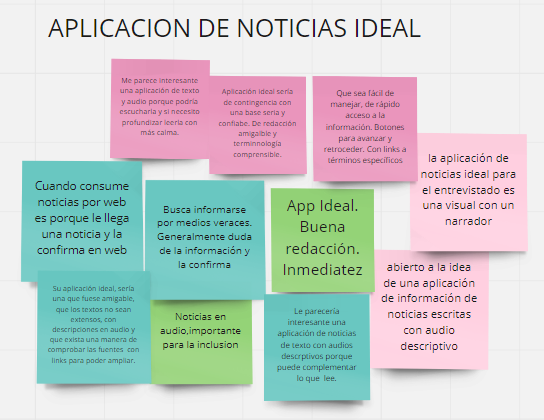 APLICACION DE NOTICIAS IDEAL
Me parece interesante
una aplicación de texto
y audio porque podría
escucharla y si necesito
profundizar leería con
más calma.
Aplicación ideal sería
de contingencia con
una base seria y
confiabe. De redacción
amigalble y
terminnología
comprensible.
Que sea fácil de
manejar, de rápido
acceso a la
información. Botones
para avanzar y
retroceder. Con links a
términos específicos
la aplicación de
noticias ideal para
el entrevistado es
una visual con un
narrador
Cuando consume
noticias por web
es porque le llega
una noticia y la
confirma en web
Busca informarse
por medios veraces.
Generalmente duda
de la información y
la confirma
App Ideal.
Buena
redacción.
Inmediatez
abierto a la idea
de una aplicación
de información de
noticias escritas
con audio
descriptivo
Su aplicación ideal, sería
una que fuese amigable,
que los textos no sean
extensos, con
descripciones en audio y
que exista una manera de
comprobar las fuentes con
links para poder ampliar.
Noticias en
audio,importante
para la inclusion
Le parecería
interesante una
aplicación de noticias
de texto con audios
descrptivos porque
puede complementar
lo que lee.